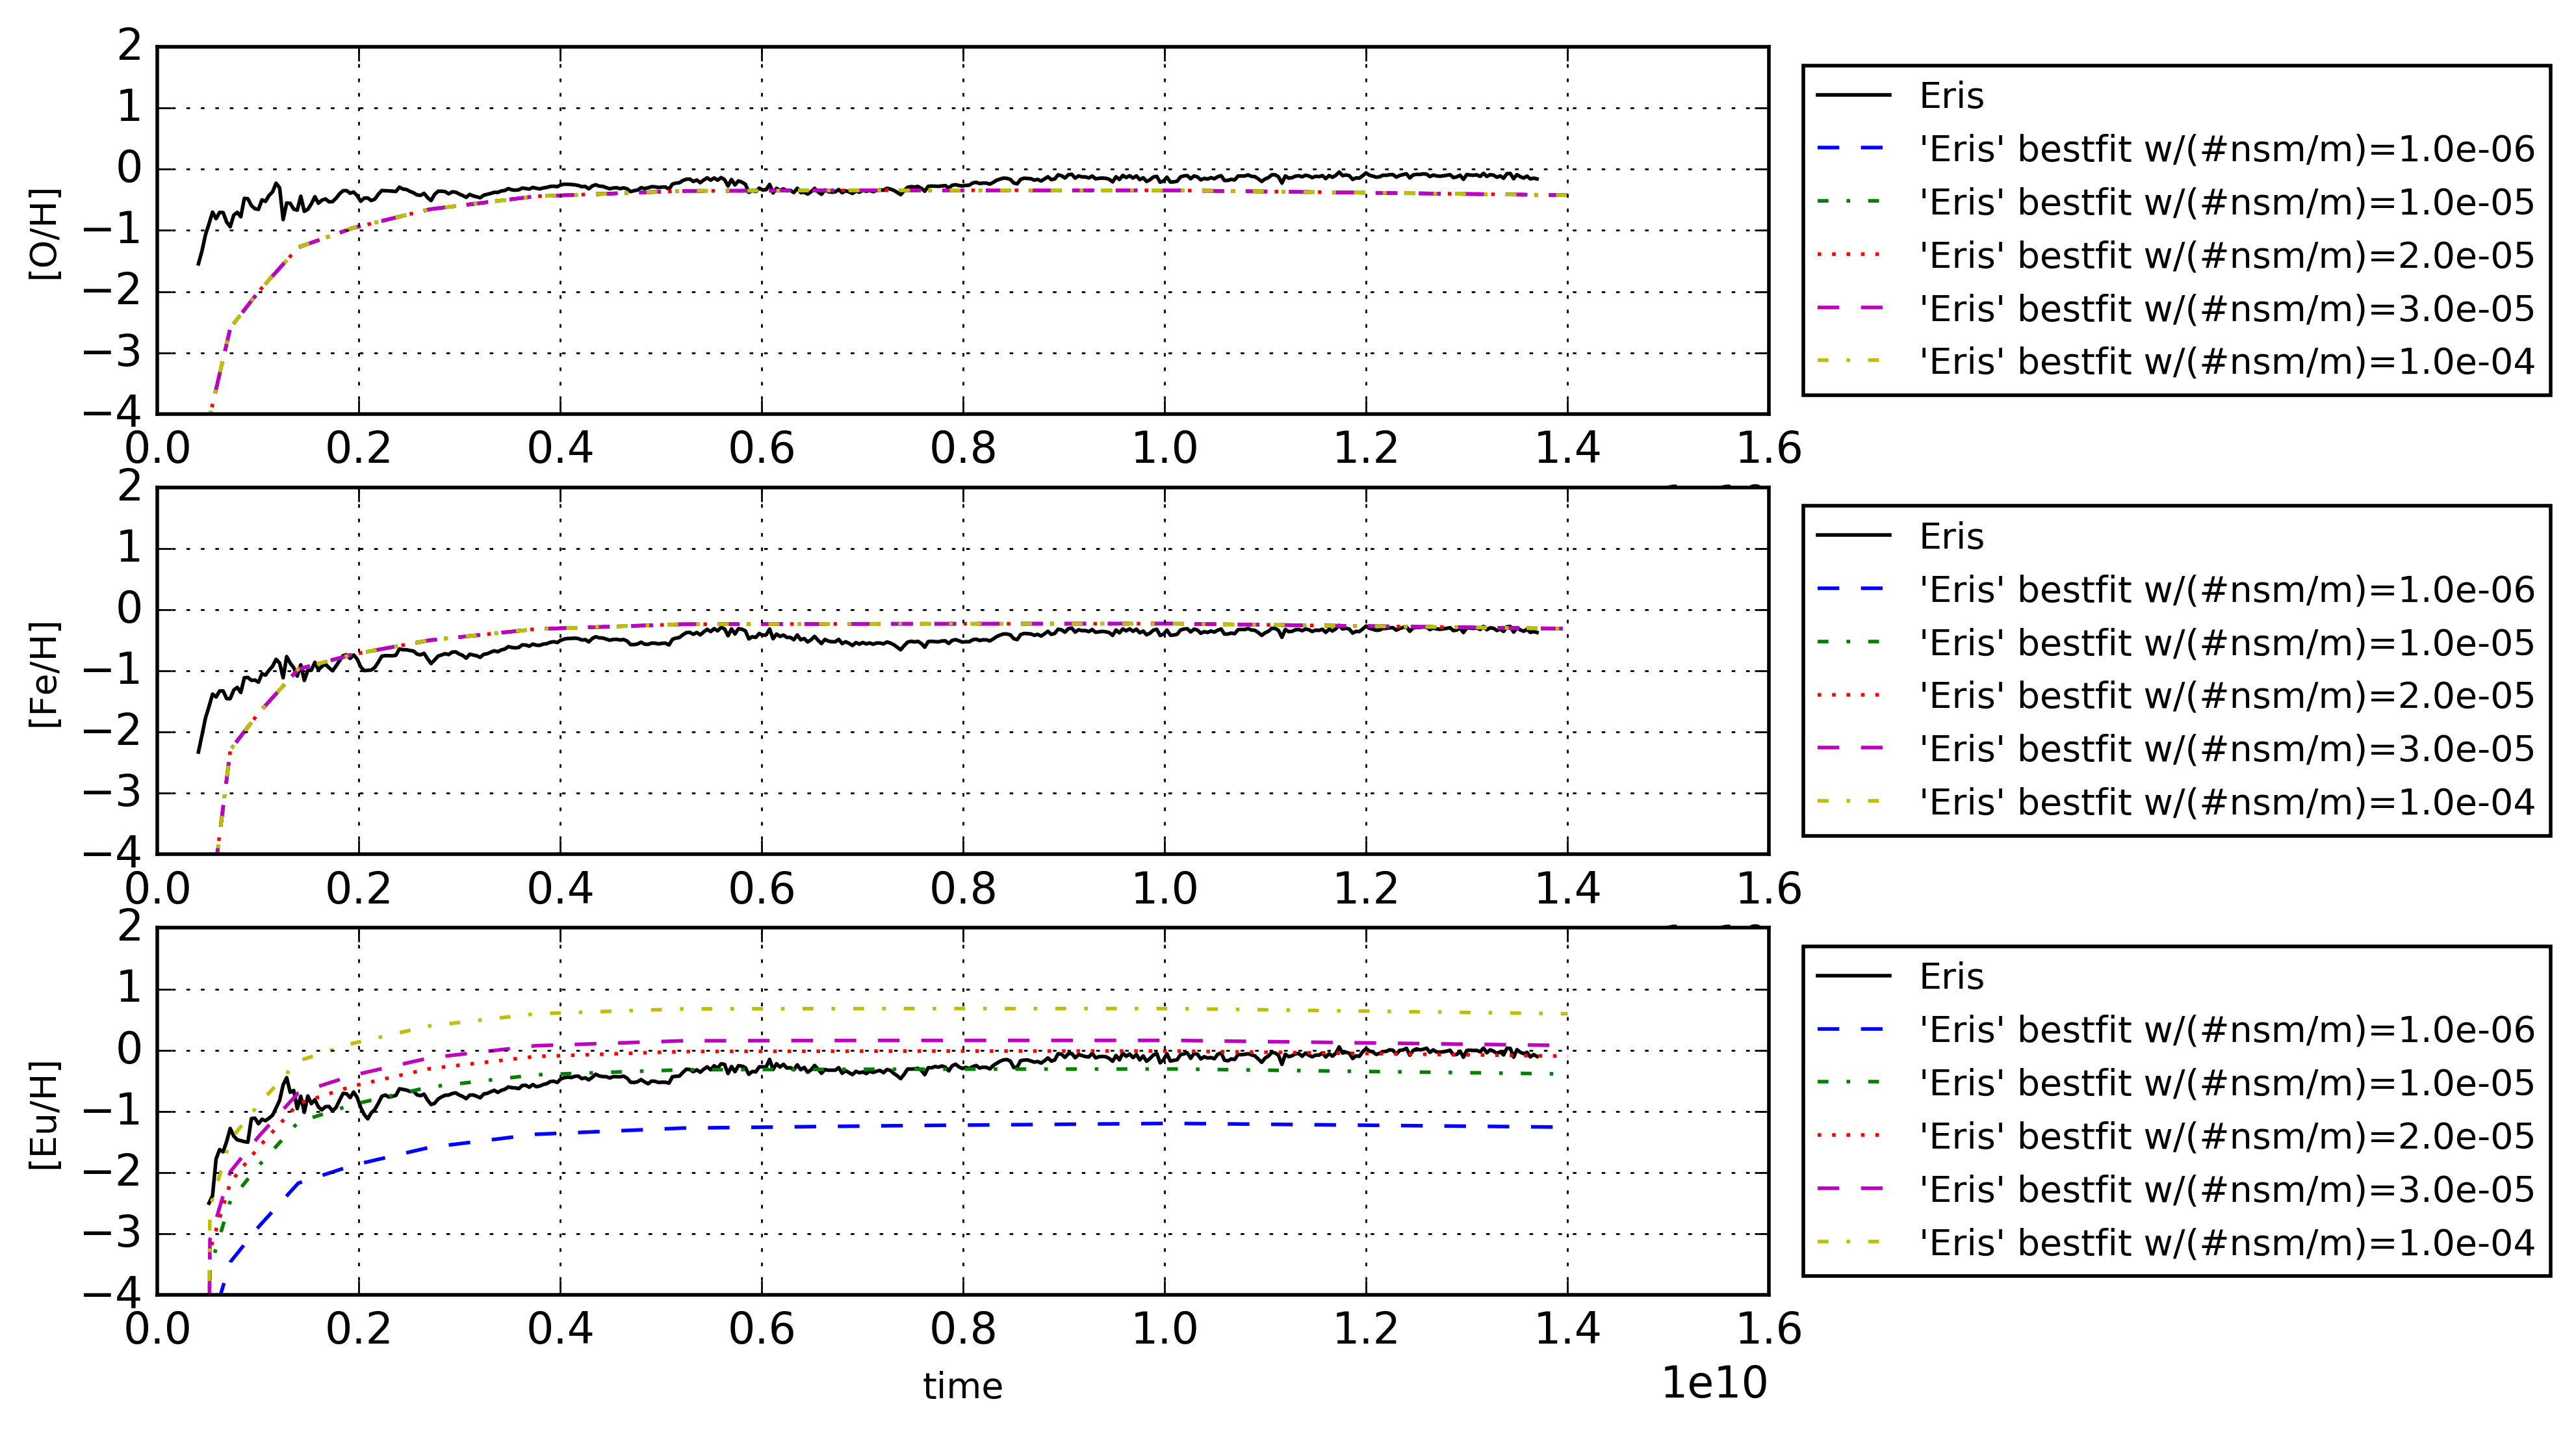 2
1
0
−1
−2
−3
−4
[O/H]
0.0 0.2 0.4 0.6 0.8 1.0 1.2 1.4 1.6
Eris
'Eris' bestfit w/(#nsm/m)=1.0e-06
'Eris' bestfit w/(#nsm/m)=1.0e-05
'Eris' bestfit w/(#nsm/m)=2.0e-05
'Eris' bestfit w/(#nsm/m)=3.0e-05
'Eris' bestfit w/(#nsm/m)=1.0e-04
2
1
0
−1
−2
−3
−4
[Fe/H]
0.0 0.2 0.4 0.6 0.8 1.0 1.2 1.4 1.6
Eris
'Eris' bestfit w/(#nsm/m)=1.0e-06
'Eris' bestfit w/(#nsm/m)=1.0e-05
'Eris' bestfit w/(#nsm/m)=2.0e-05
'Eris' bestfit w/(#nsm/m)=3.0e-05
'Eris' bestfit w/(#nsm/m)=1.0e-04
2
1
0
−1
−2
−3
−4
[Eu/H]
0.0 0.2 0.4 0.6 0.8 1.0 1.2 1.4 1.6
time
1e10
Eris
'Eris' bestfit w/(#nsm/m)=1.0e-06
'Eris' bestfit w/(#nsm/m)=1.0e-05
'Eris' bestfit w/(#nsm/m)=2.0e-05
'Eris' bestfit w/(#nsm/m)=3.0e-05
'Eris' bestfit w/(#nsm/m)=1.0e-04